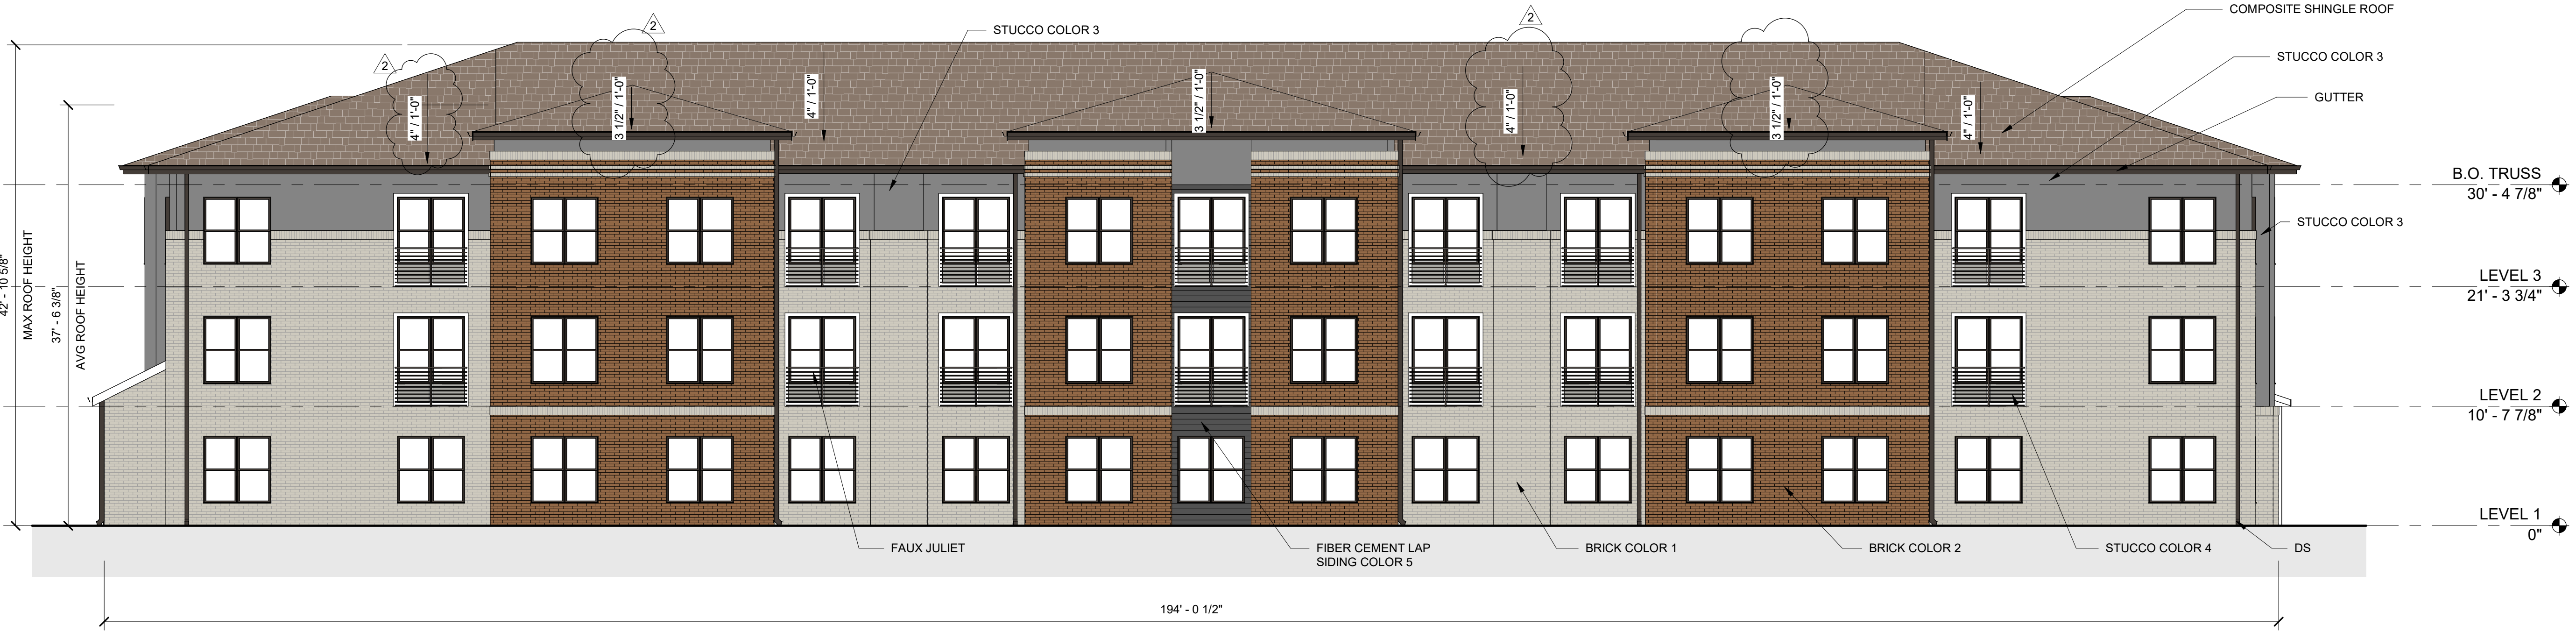 COMPOSITE SHINGLE ROOF
2
2
STUCCO COLOR 3
STUCCO COLOR 3
2
GUTTER
4" / 1'-0"
3 1/2" / 1'-0"
4" / 1'-0"
3 1/2" / 1'-0"
4" / 1'-0"
3 1/2" / 1'-0"
4" / 1'-0"
B.O. TRUSS
30' - 4 7/8"
STUCCO COLOR 3
42' - 10 5/8"
MAX ROOF HEIGHT
37' - 6 3/8"
AVG ROOF HEIGHT
LEVEL 3
21' - 3 3/4"
LEVEL 2
10' - 7 7/8"
LEVEL 1
0"
FAUX JULIET
FIBER CEMENT LAP
SIDING COLOR 5
BRICK COLOR 1
BRICK COLOR 2
STUCCO COLOR 4
DS
194' - 0 1/2"